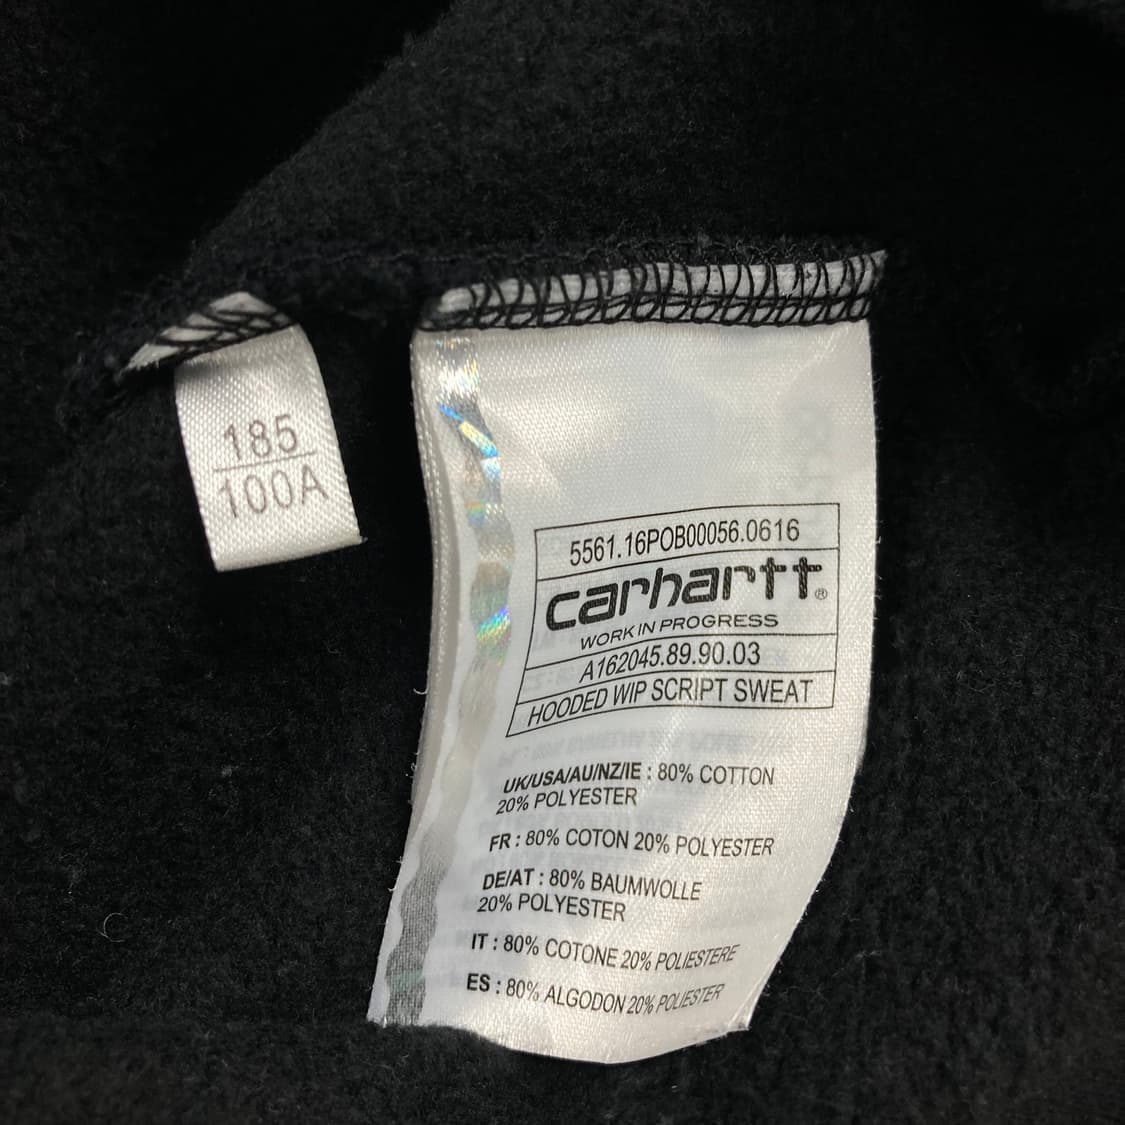 185
100A
5561.16POB00056.0616
carhartt®
WORK IN PROGRESS
A162045.89.90.03
HOODED WIP SCRIPT SWEAT
UK/USA/AU/NZ/IE : 80% COTTON
20% POLYESTER
FR : 80% COTON 20% POLYESTER
DE/AT : 80% BAUMWOLLE
20% POLYESTER
IT : 80% COTONE 20% POLIESTERE
ES : 80% ALGODON 20% POLIESTER